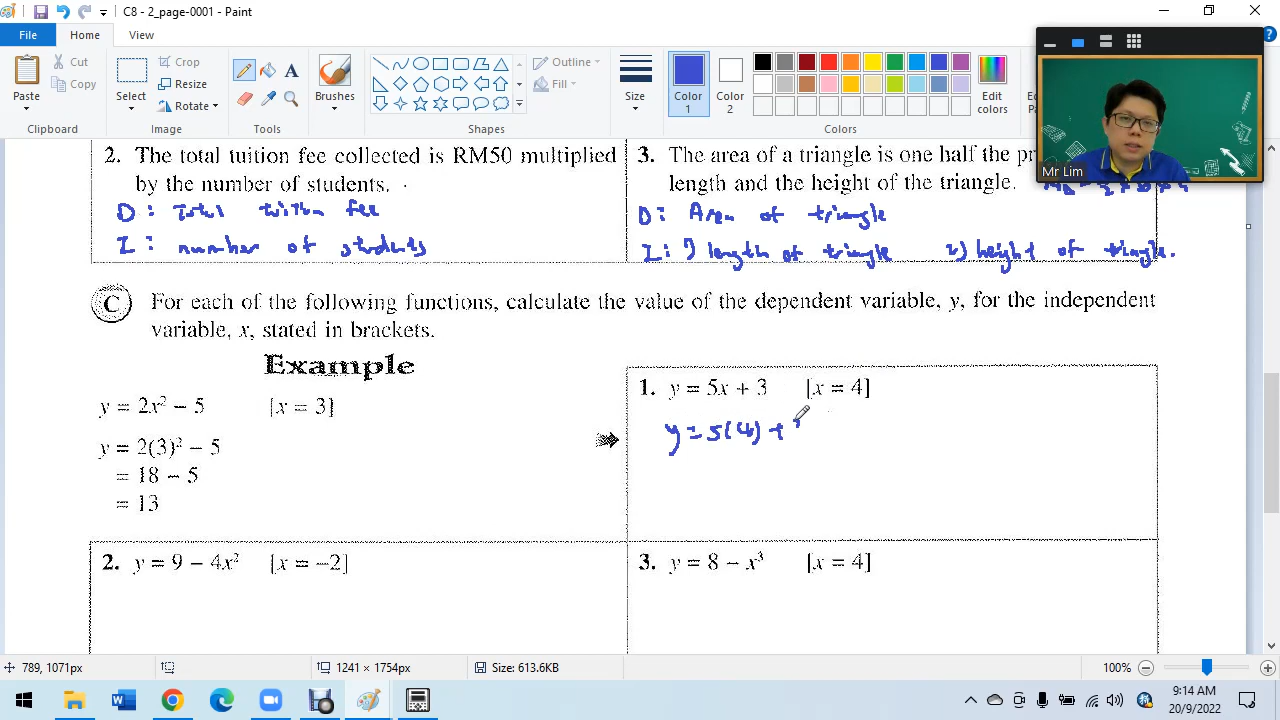 C8 - 2_page-0001 - Paint
File Home View
Paste
Cut
Copy
Clipboard
Select
Crop
Resize
Rotate
Image
A
Tools
Brushes
Shapes
Outline
Fill
Size
Color 1
Color 2
Colors
Edit colors
Mr Lim
2. The total tuition fee collected is RM50 multiplied
by the number of students.
D: Total tuition fee
I: number of students
3. The area of a triangle is one half the
length and the height of the triangle.
D: Area of triangle
I: 1) length of triangle 2) height of triangle.
C For each of the following functions, calculate the value of the dependent variable, y, for the independent
variable, x, stated in brackets.
Example
y = 2x² − 5 [x = 3]
y = 2(3)² − 5
= 18 − 5
= 13
1. y = 5x + 3 [x = 4]
y = 5(4) +
2. y = 9 − 4x² [x = −2]
3. y = 8 − x³ [x = 4]
789, 1071px
1241 × 1754px
Size: 613.6KB
100%
9:14 AM
20/9/2022